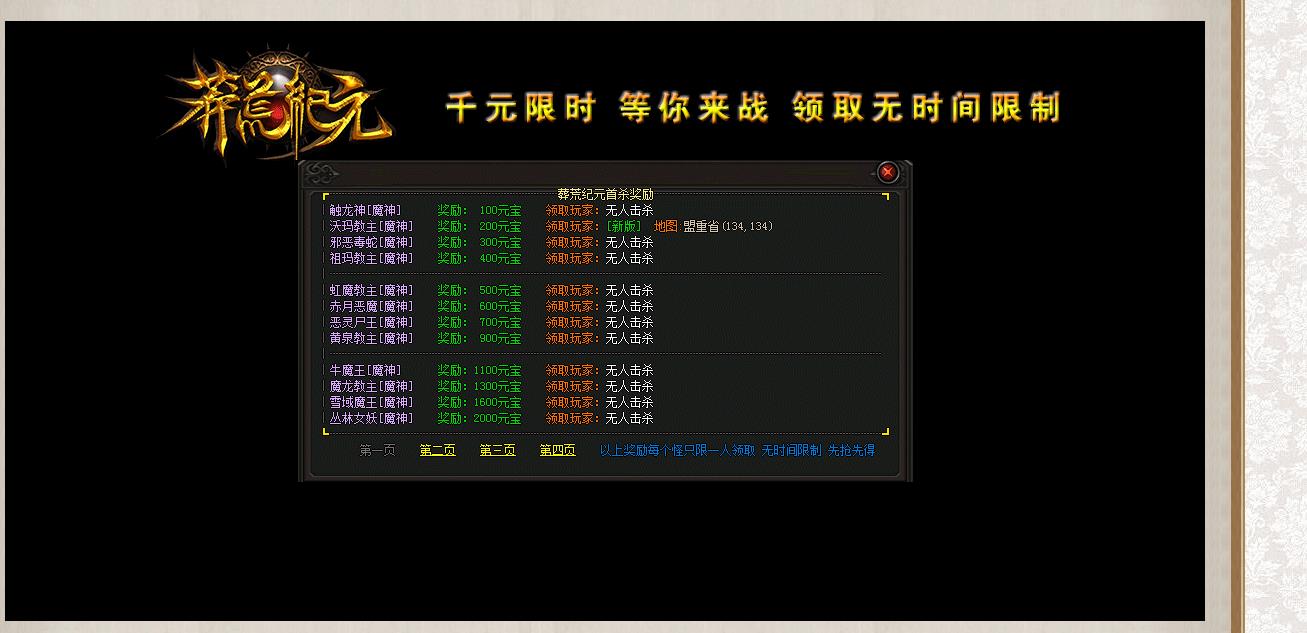 莽荒纪元
千元限时 等你来战 领取无时间限制
葬荒纪元首杀奖励
触龙神[魔神] 奖励: 100元宝 领取玩家: 无人击杀
沃玛教主[魔神] 奖励: 200元宝 领取玩家: [新版] 地图:盟重省(134,134)
邪恶毒蛇[魔神] 奖励: 300元宝 领取玩家: 无人击杀
祖玛教主[魔神] 奖励: 400元宝 领取玩家: 无人击杀
虹魔教主[魔神] 奖励: 500元宝 领取玩家: 无人击杀
赤月恶魔[魔神] 奖励: 600元宝 领取玩家: 无人击杀
恶灵尸王[魔神] 奖励: 700元宝 领取玩家: 无人击杀
黄泉教主[魔神] 奖励: 900元宝 领取玩家: 无人击杀
牛魔王[魔神] 奖励: 1100元宝 领取玩家: 无人击杀
魔龙教主[魔神] 奖励: 1300元宝 领取玩家: 无人击杀
雪域魔王[魔神] 奖励: 1600元宝 领取玩家: 无人击杀
丛林女妖[魔神] 奖励: 2000元宝 领取玩家: 无人击杀
第一页 第二页 第三页 第四页 以上奖励每个怪只限一人领取 无时间限制 先抢先得